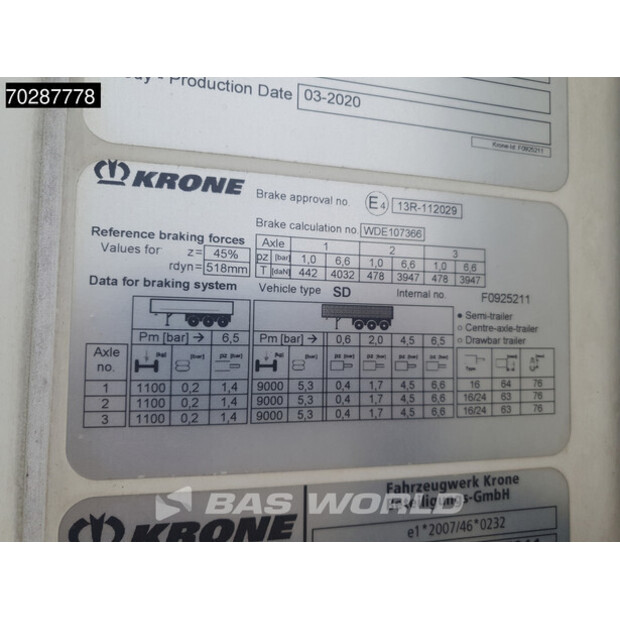 70287778
Production Date 03-2020
Krone-Id: F0925211
KRONE
Brake approval no. E4 13R-112029
Brake calculation no. WDE107366
Reference braking forces
Values for z= 45%
rdyn= 518mm
Axle 1 2 3
pz [bar] 1,0 6,6 1,0 6,6 1,0 6,6
T [daN] 442 4032 478 3947 478 3947
Data for braking system
Vehicle type SD
Internal no. F0925211
Semi-trailer
Centre-axle-trailer
Drawbar trailer
Pm [bar] 6,5 Pm [bar] 0,6 2,0 4,5 6,5
Axle no.
1 1100 0,2 1,4 9000 5,3 0,4 1,7 4,5 6,6 16 64 76
2 1100 0,2 1,4 9000 5,3 0,4 1,7 4,5 6,6 16/24 63 76
3 1100 0,2 1,4 9000 5,3 0,4 1,7 4,5 6,6 16/24 63 76
BAS WORLD
KRONE
Fahrzeugwerk Krone
Beteiligungs-GmbH
e1*2007/46*0232